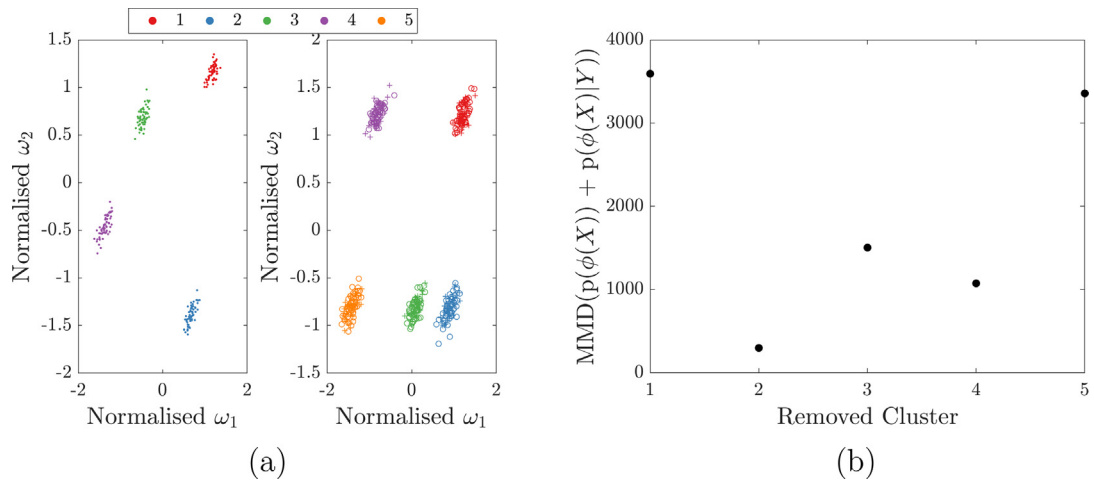 1 2 3 4 5
1.5
1
0.5
0
-0.5
-1
-1.5
-2
-2 0 2
Normalised ω₂
Normalised ω₁
2
1.5
1
0.5
0
-0.5
-1
-1.5
-2 0 2
Normalised ω₂
Normalised ω₁
(a)
4000
3000
2000
1000
0
1 2 3 4 5
MMD(p(ϕ(X)) + p(ϕ(X)|Y))
Removed Cluster
(b)